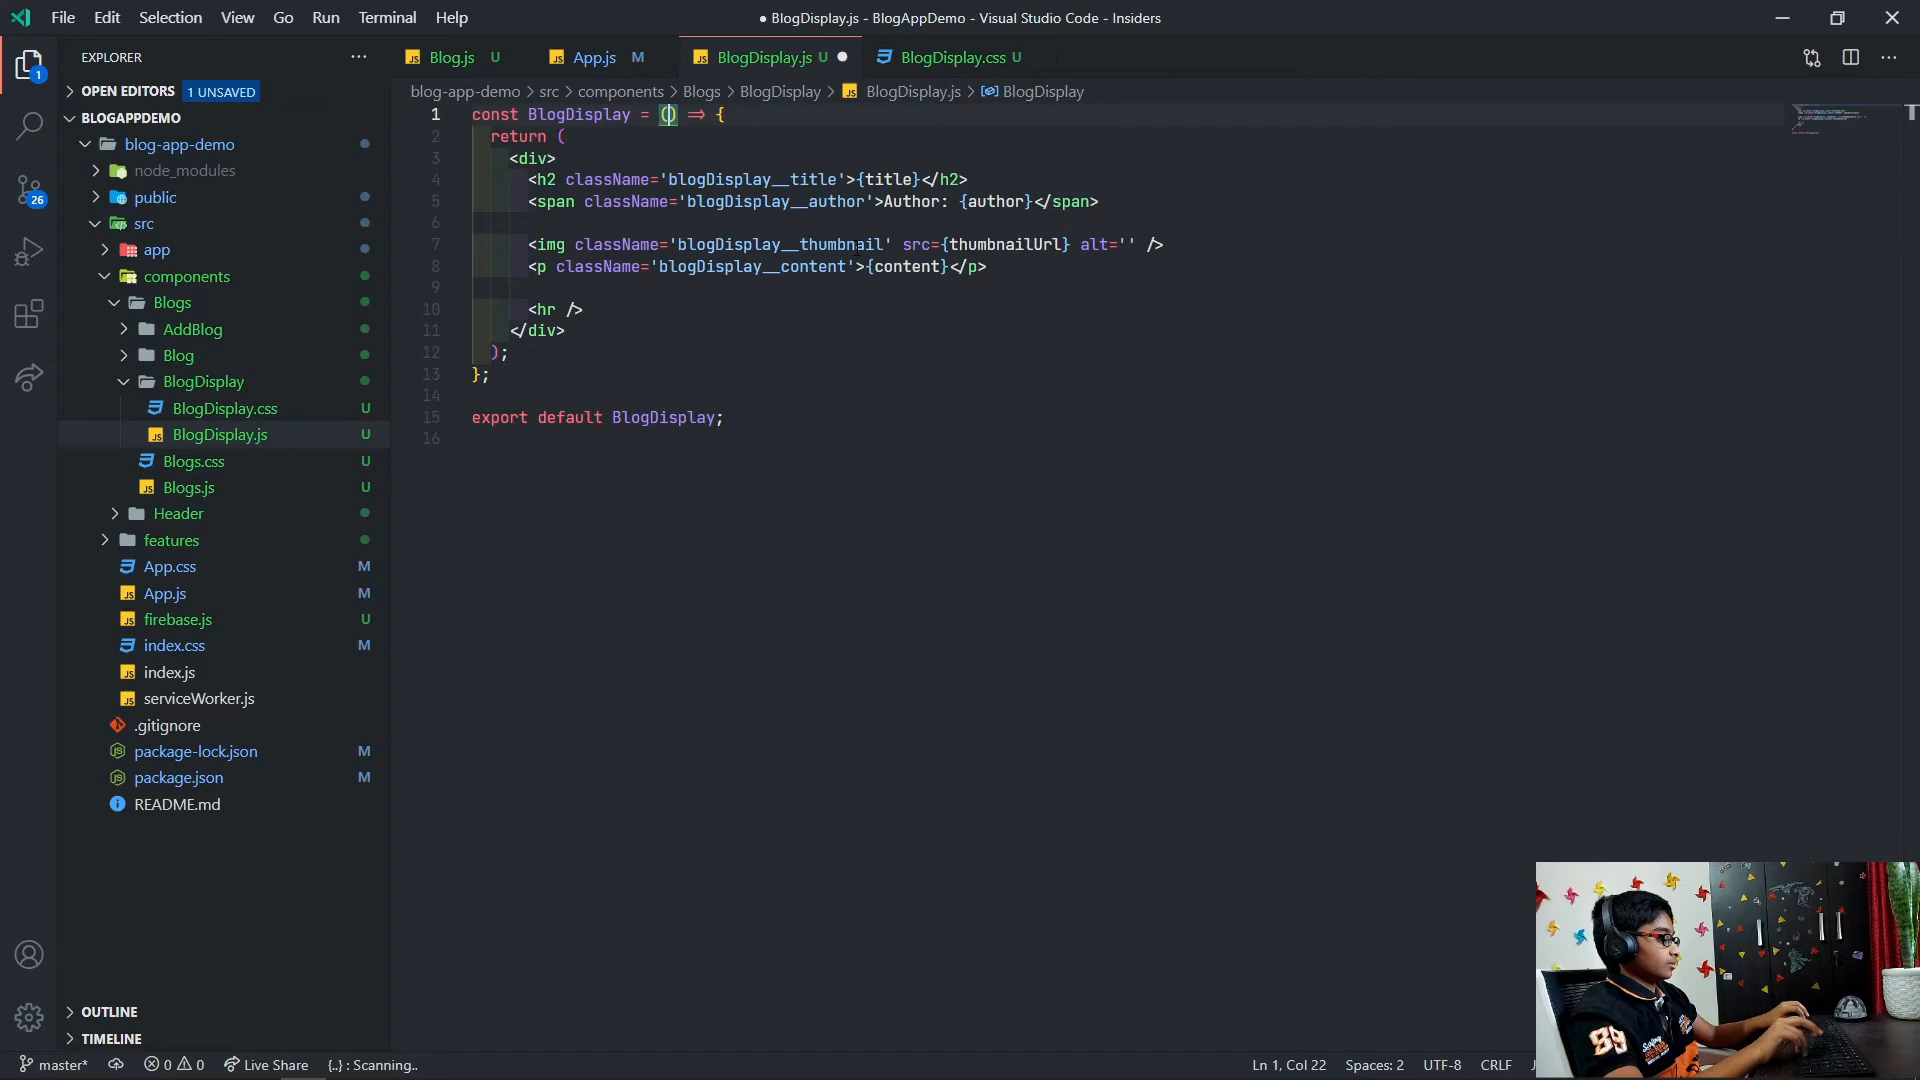 File Edit Selection View Go Run Terminal Help
● BlogDisplay.js - BlogAppDemo - Visual Studio Code - Insiders
EXPLORER
1
OPEN EDITORS 1 UNSAVED
BLOGAPPDEMO
blog-app-demo
node_modules
public
src
26
app
components
Blogs
AddBlog
Blog
BlogDisplay
BlogDisplay.css U
BlogDisplay.js U
Blogs.css U
Blogs.js U
Header
features
App.css M
App.js M
firebase.js U
index.css M
index.js
serviceWorker.js
.gitignore
package-lock.json M
package.json M
README.md
OUTLINE
TIMELINE
Blog.js U App.js M BlogDisplay.js U BlogDisplay.css U
blog-app-demo > src > components > Blogs > BlogDisplay > BlogDisplay.js > BlogDisplay
1 const BlogDisplay = () => {
2 return (
3 <div>
4 <h2 className='blogDisplay__title'>{title}</h2>
5 <span className='blogDisplay__author'>Author: {author}</span>
6
7 <img className='blogDisplay__thumbnail' src={thumbnailUrl} alt='' />
8 <p className='blogDisplay__content'>{content}</p>
9
10 <hr />
11 </div>
12 );
13 };
14
15 export default BlogDisplay;
16
89
master* 0 0 Live Share {..} : Scanning.. Ln 1, Col 22 Spaces: 2 UTF-8 CRLF